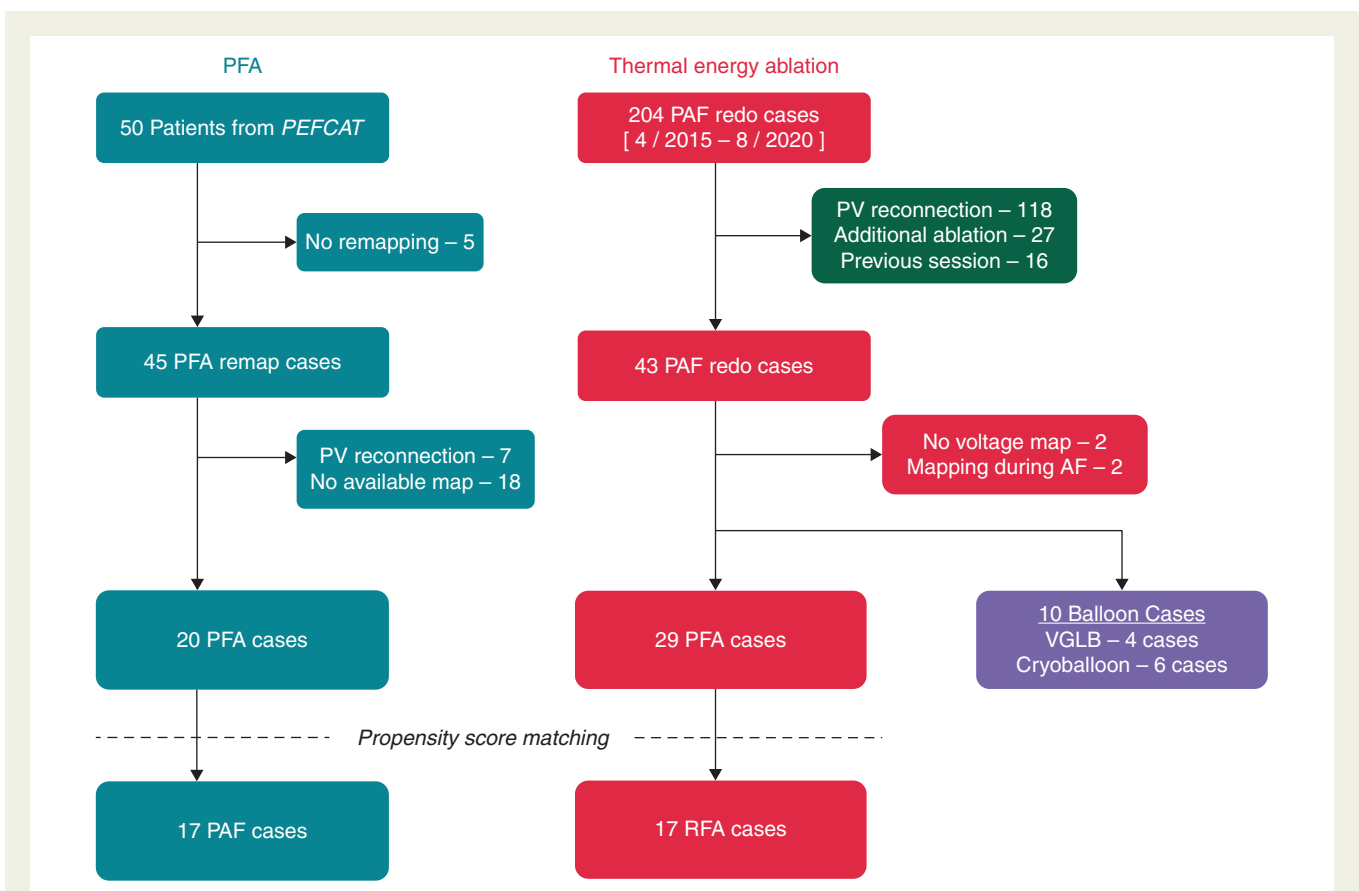 PFA
50 Patients from PEFCAT
No remapping – 5
45 PFA remap cases
PV reconnection – 7
No available map – 18
20 PFA cases
Thermal energy ablation
204 PAF redo cases
[ 4 / 2015 – 8 / 2020 ]
PV reconnection – 118
Additional ablation – 27
Previous session – 16
43 PAF redo cases
No voltage map – 2
Mapping during AF – 2
29 PFA cases
10 Balloon Cases
VGLB – 4 cases
Cryoballoon – 6 cases
Propensity score matching
17 PAF cases
17 RFA cases